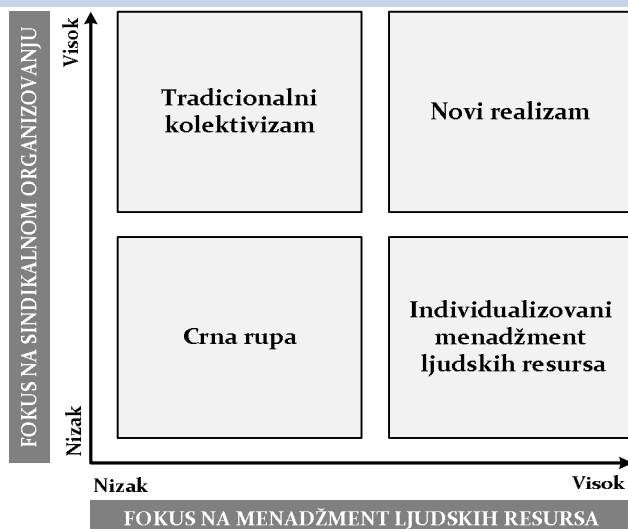 FOKUS NA SINDIKALNOM ORGANIZOVANJU
Visok
Nizak
Tradicionalni
kolektivizam
Novi realizam
Crna rupa
Individualizovani
menadžment
ljudskih resursa
Nizak
Visok
FOKUS NA MENADŽMENT LJUDSKIH RESURSA